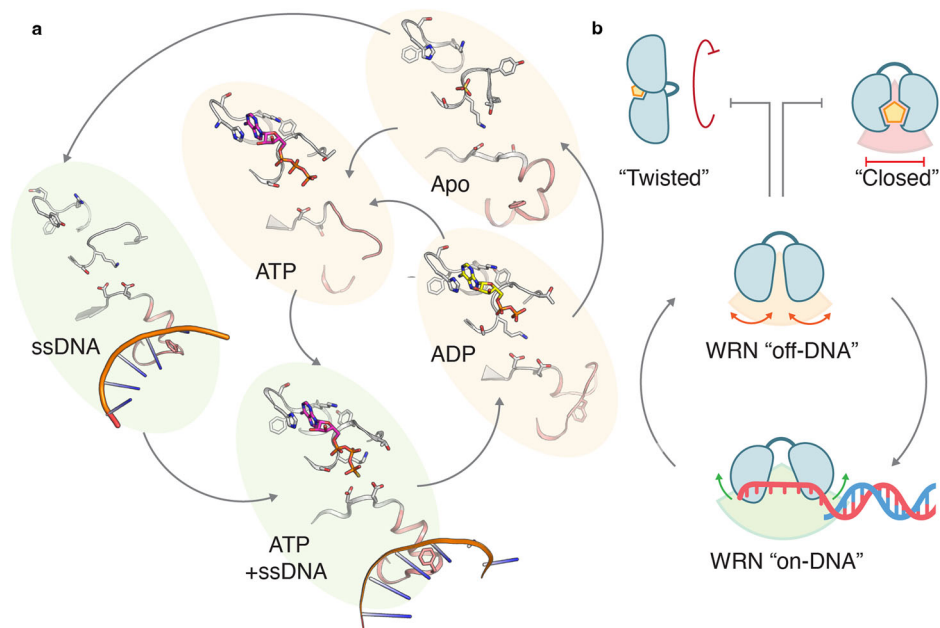 a
b
Apo
ATP
ADP
ssDNA
ATP
+ssDNA
“Twisted”
“Closed”
WRN “off-DNA”
WRN “on-DNA”